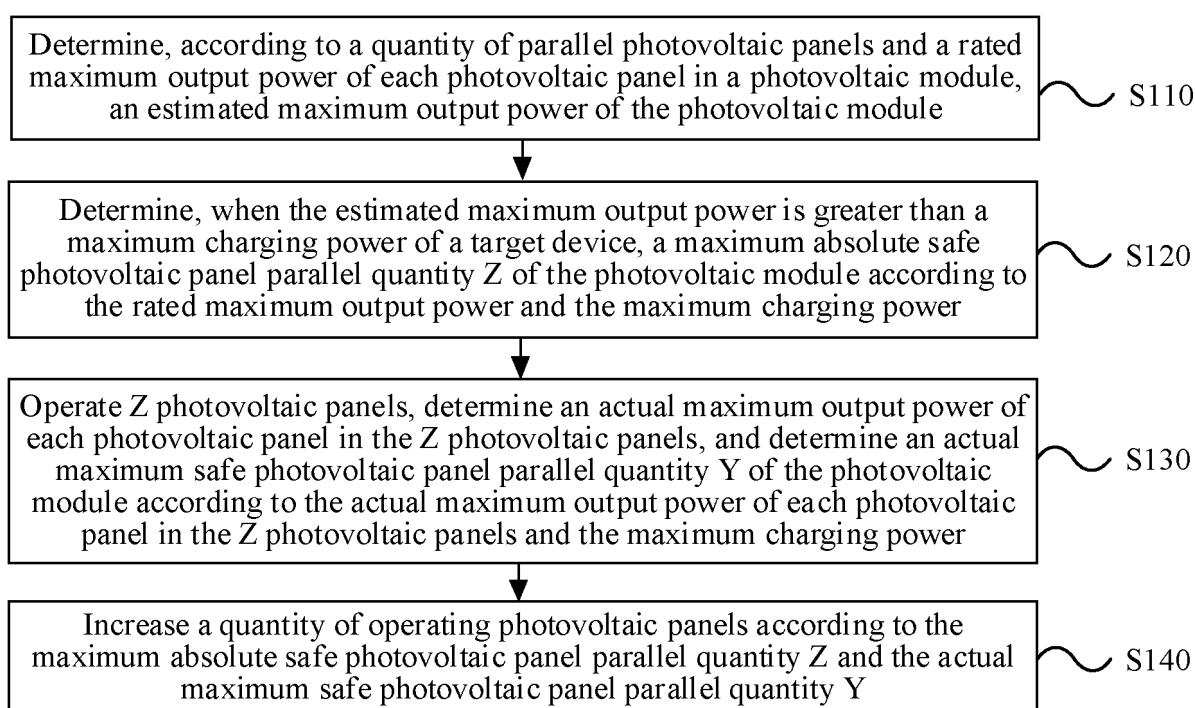 Determine, according to a quantity of parallel photovoltaic panels and a rated
maximum output power of each photovoltaic panel in a photovoltaic module,
an estimated maximum output power of the photovoltaic module
S110
Determine, when the estimated maximum output power is greater than a
maximum charging power of a target device, a maximum absolute safe
photovoltaic panel parallel quantity Z of the photovoltaic module according to
the rated maximum output power and the maximum charging power
S120
Operate Z photovoltaic panels, determine an actual maximum output power of
each photovoltaic panel in the Z photovoltaic panels, and determine an actual
maximum safe photovoltaic panel parallel quantity Y of the photovoltaic
module according to the actual maximum output power of each photovoltaic
panel in the Z photovoltaic panels and the maximum charging power
S130
Increase a quantity of operating photovoltaic panels according to the
maximum absolute safe photovoltaic panel parallel quantity Z and the actual
maximum safe photovoltaic panel parallel quantity Y
S140